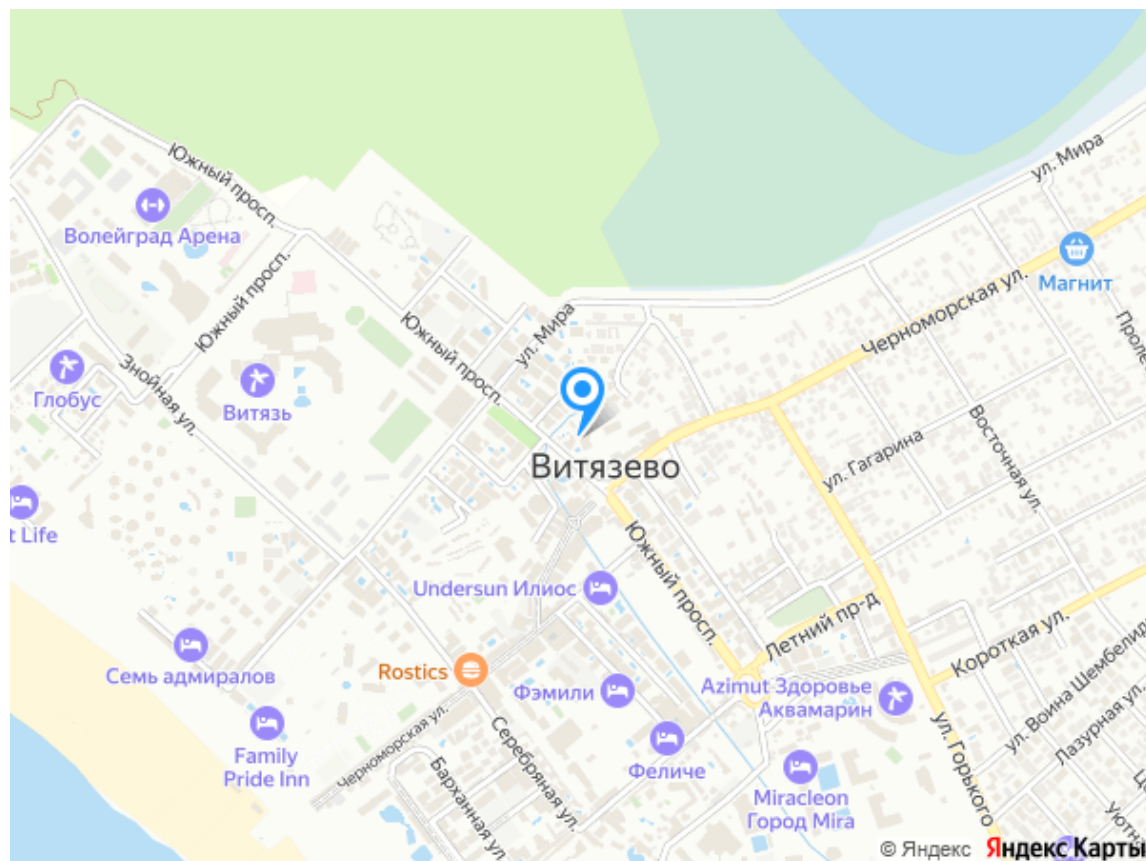 ул. Мира
Южный просп.
Волейград Арена
Магнит
Южный просп.
Черноморская ул.
ул. Мира
Южный просп.
Знойная ул.
Глобус
Витязь
Восточная ул.
ул. Гагарина
Витязево
t Life
Южный просп.
Undersun Илиос
Летний пр-д
Короткая ул.
Семь адмиралов
Rostics
Фэмили
Azimut Здоровье
Аквамарин
ул. Воина Шембели
Лазурная ул.
Черноморская ул.
Family
Pride Inn
Серебряная ул.
Барханная ул.
Феличе
ул. Горького
Miracleon
Город Mira
Уютн
© Яндекс Яндекс Карты